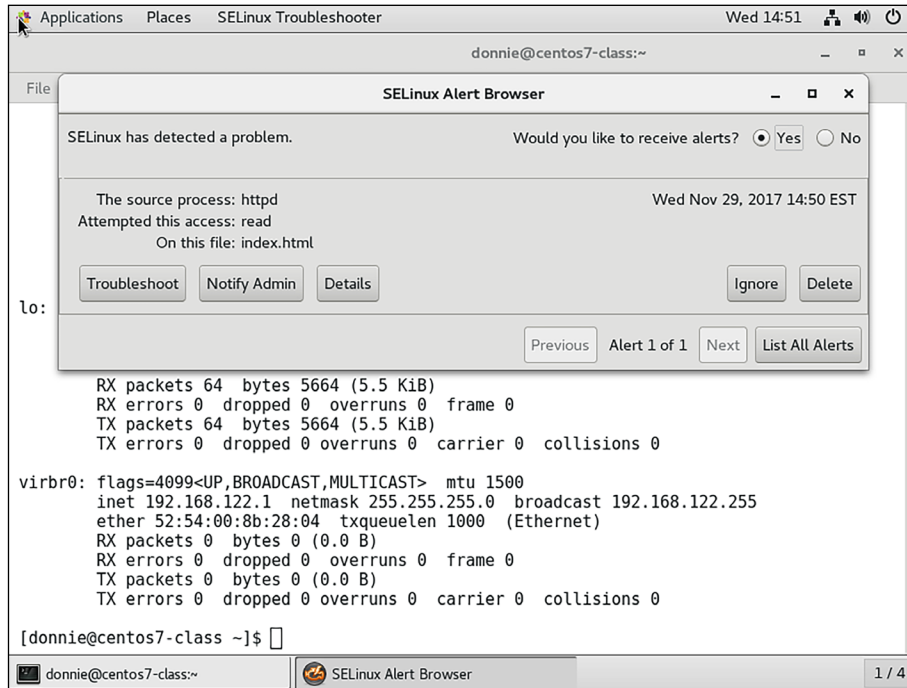 Applications Places SELinux Troubleshooter Wed 14:51
donnie@centos7-class:~
File
SELinux Alert Browser
SELinux has detected a problem. Would you like to receive alerts? Yes No
The source process: httpd Wed Nov 29, 2017 14:50 EST
Attempted this access: read
On this file: index.html
Troubleshoot Notify Admin Details Ignore Delete
lo:
Previous Alert 1 of 1 Next List All Alerts
RX packets 64 bytes 5664 (5.5 KiB)
RX errors 0 dropped 0 overruns 0 frame 0
TX packets 64 bytes 5664 (5.5 KiB)
TX errors 0 dropped 0 overruns 0 carrier 0 collisions 0
virbr0: flags=4099<UP,BROADCAST,MULTICAST> mtu 1500
inet 192.168.122.1 netmask 255.255.255.0 broadcast 192.168.122.255
ether 52:54:00:8b:28:04 txqueuelen 1000 (Ethernet)
RX packets 0 bytes 0 (0.0 B)
RX errors 0 dropped 0 overruns 0 frame 0
TX packets 0 bytes 0 (0.0 B)
TX errors 0 dropped 0 overruns 0 carrier 0 collisions 0
[donnie@centos7-class ~]$
donnie@centos7-class:~ SELinux Alert Browser 1 / 4